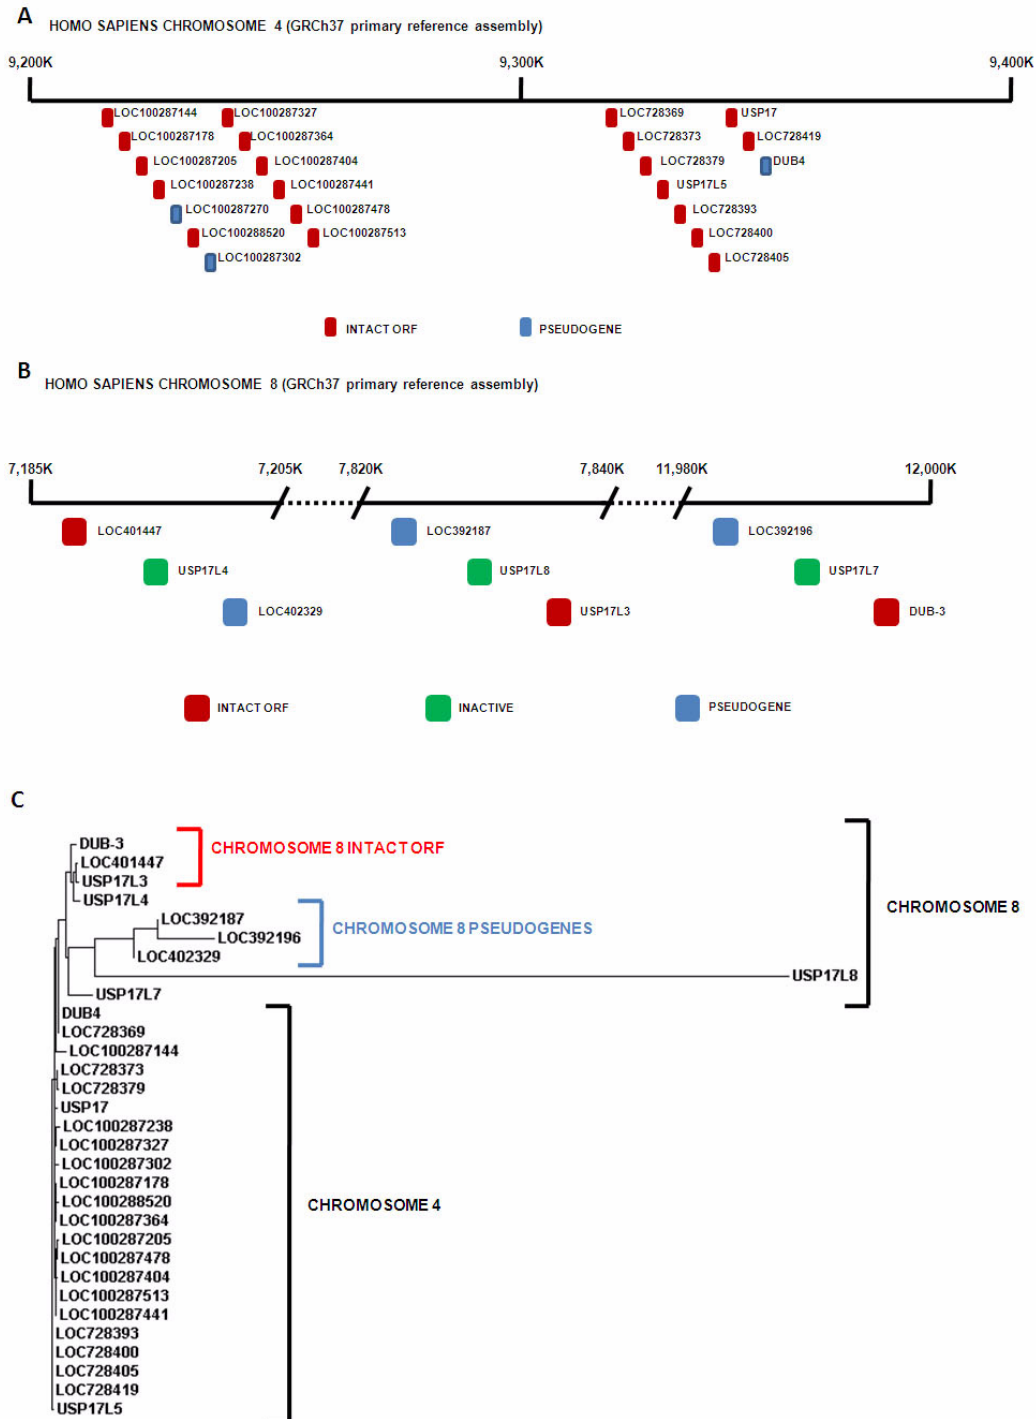 A
HOMO SAPIENS CHROMOSOME 4 (GRCh37 primary reference assembly)
9,200K 9,300K 9,400K
LOC100287144 LOC100287327 LOC728369 USP17
LOC100287178 LOC100287364 LOC728373 LOC728419
LOC100287205 LOC100287404 LOC728379 DUB4
LOC100287238 LOC100287441 USP17L5
LOC100287270 LOC100287478 LOC728393
LOC100288520 LOC100287513 LOC728400
LOC100287302 LOC728405
INTACT ORF PSEUDOGENE
B
HOMO SAPIENS CHROMOSOME 8 (GRCh37 primary reference assembly)
7,185K 7,205K 7,820K 7,840K 11,980K 12,000K
LOC401447 LOC392187 LOC392196
USP17L4 USP17L8 USP17L7
LOC402329 USP17L3 DUB-3
INTACT ORF INACTIVE PSEUDOGENE
C
DUB-3
CHROMOSOME 8 INTACT ORF
LOC401447
USP17L3
USP17L4
CHROMOSOME 8
LOC392187
CHROMOSOME 8 PSEUDOGENES
LOC392196
LOC402329
USP17L8
USP17L7
DUB4
LOC728369
LOC100287144
LOC728373
LOC728379
USP17
LOC100287238
LOC100287327
LOC100287302
LOC100287178
LOC100288520
CHROMOSOME 4
LOC100287364
LOC100287205
LOC100287478
LOC100287404
LOC100287513
LOC100287441
LOC728393
LOC728400
LOC728405
LOC728419
USP17L5